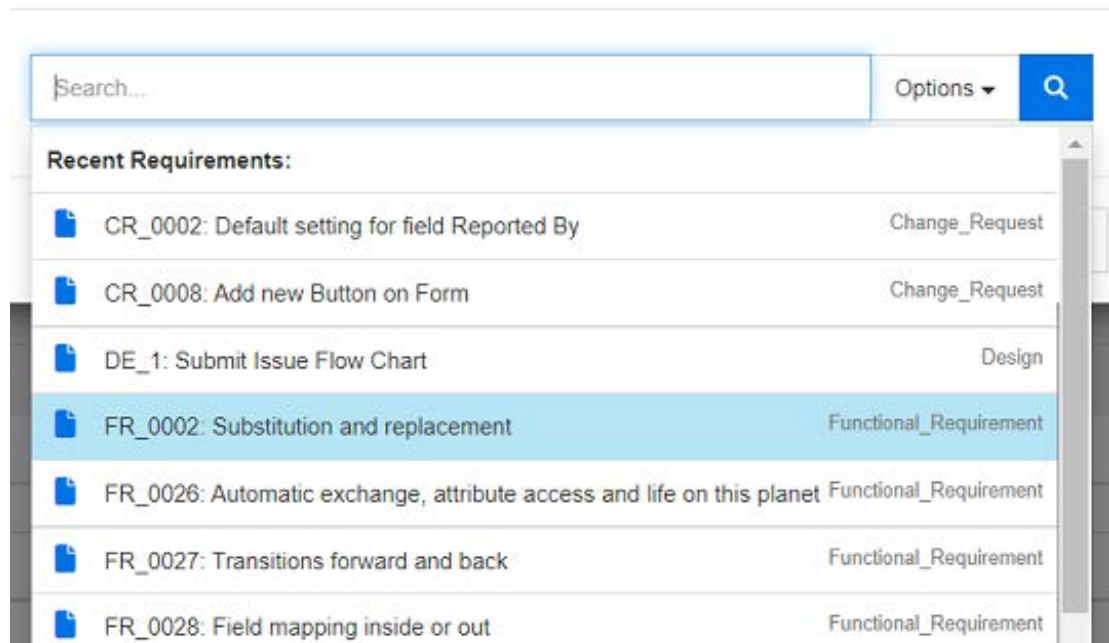 Search...
Options
Recent Requirements:
CR_0002: Default setting for field Reported By Change_Request
CR_0008: Add new Button on Form Change_Request
DE_1: Submit Issue Flow Chart Design
FR_0002: Substitution and replacement Functional_Requirement
FR_0026: Automatic exchange, attribute access and life on this planet Functional_Requirement
FR_0027: Transitions forward and back Functional_Requirement
FR_0028: Field mapping inside or out Functional_Requirement